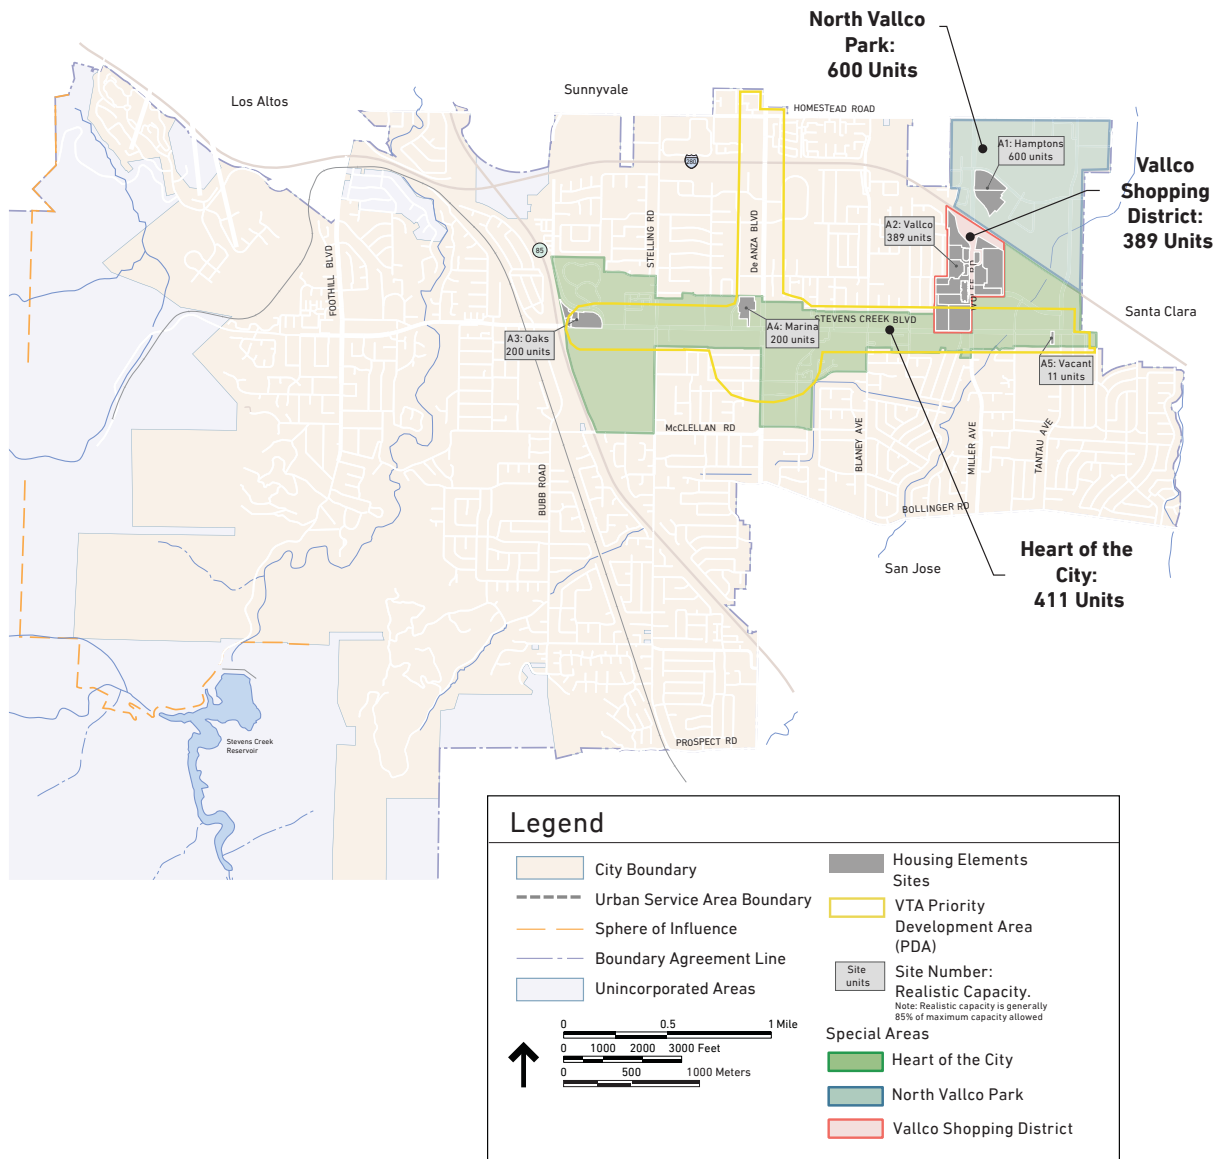 North Vallco
Park:
600 Units
Los Altos
Sunnyvale
HOMESTEAD ROAD
A1: Hamptons
600 units
280
Vallco
Shopping
District:
389 Units
A2: Vallco
389 units
STELLING RD
De ANZA BLVD
85
FOOTHILL BLVD
STEVENS CREEK BLVD
Santa Clara
A3: Oaks
200 units
A4: Marina
200 units
A5: Vacant
11 units
McCLELLAN RD
BLANEY AVE
MILLER AVE
TANTAU AVE
BUBB ROAD
BOLLINGER RD
San Jose
Heart of the
City:
411 Units
Stevens Creek
Reservoir
PROSPECT RD
Legend
City Boundary
Urban Service Area Boundary
Sphere of Influence
Boundary Agreement Line
Unincorporated Areas
0 0.5 1 Mile
0 1000 2000 3000 Feet
0 500 1000 Meters
Housing Elements
Sites
VTA Priority
Development Area
(PDA)
Site
units
Site Number:
Realistic Capacity.
Note: Realistic capacity is generally
85% of maximum capacity allowed
Special Areas
Heart of the City
North Vallco Park
Vallco Shopping District